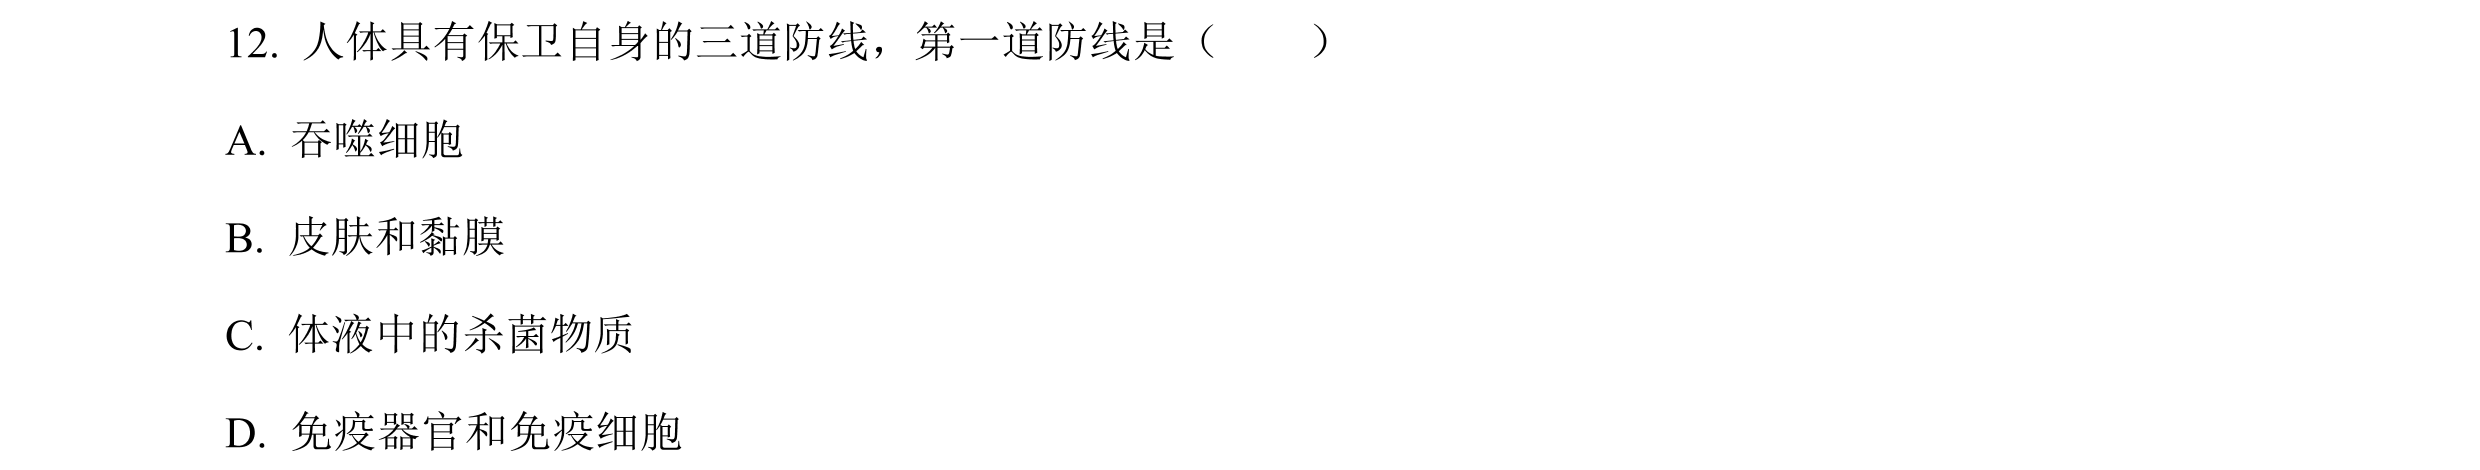 12. 人体具有保卫自身的三道防线，第一道防线是（　　）
A. 吞噬细胞
B. 皮肤和黏膜
C. 体液中的杀菌物质
D. 免疫器官和免疫细胞